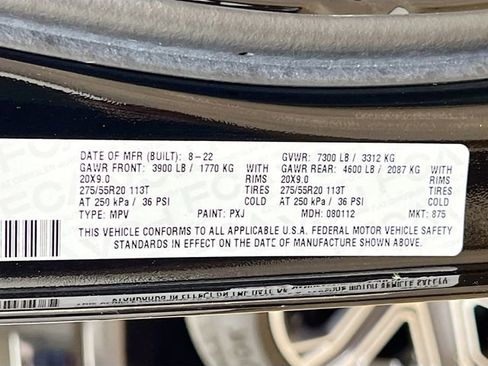 DATE OF MFR (BUILT): 8-22 GVWR: 7300 LB / 3312 KG
GAWR FRONT: 3900 LB / 1770 KG WITH GAWR REAR: 4600 LB / 2087 KG WITH
20X9.0 RIMS 20X9.0 RIMS
275/55R20 113T TIRES 275/55R20 113T TIRES
AT 250 kPa / 36 PSI COLD AT 250 kPa / 36 PSI COLD
TYPE: MPV PAINT: PXJ MDH: 080112 MKT: 875
THIS VEHICLE CONFORMS TO ALL APPLICABLE U.S.A. FEDERAL MOTOR VEHICLE SAFETY
STANDARDS IN EFFECT ON THE DATE OF MANUFACTURE SHOWN ABOVE.